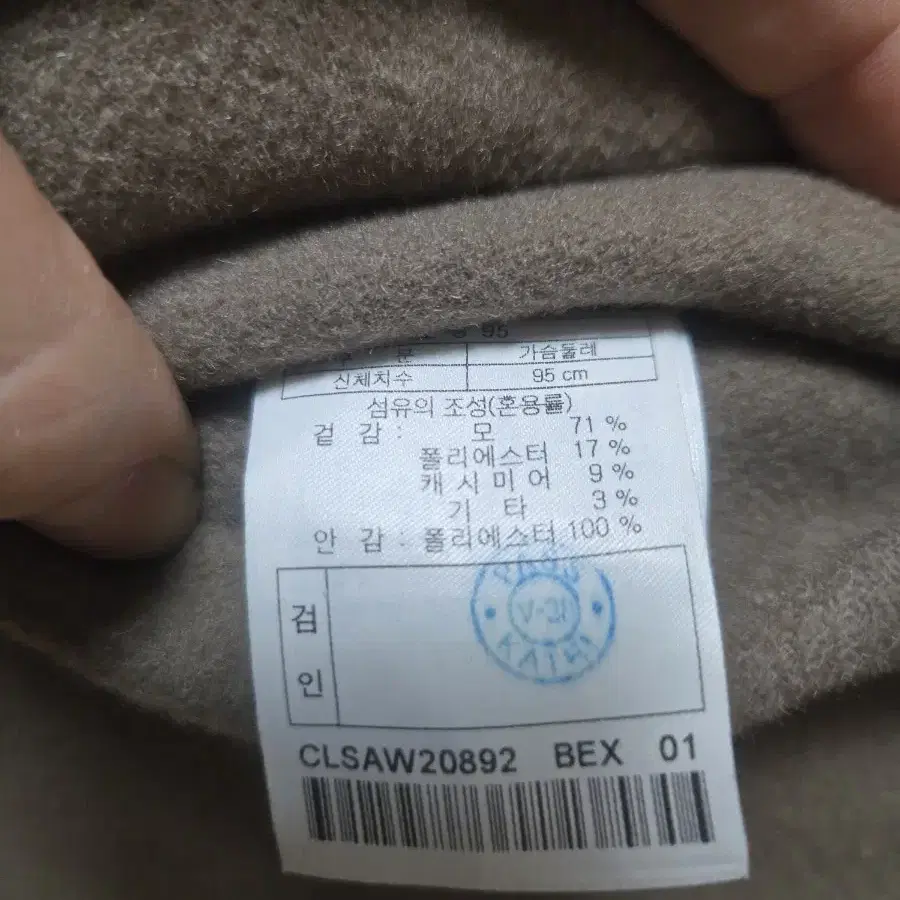 95
가슴둘레
신체치수 95 cm
섬유의 조성(혼용률)
겉 감 : 모 71 %
폴리에스터 17 %
캐시미어 9 %
기 타 3 %
안 감 : 폴리에스터 100 %
검
인
V-21
CLSAW20892 BEX 01